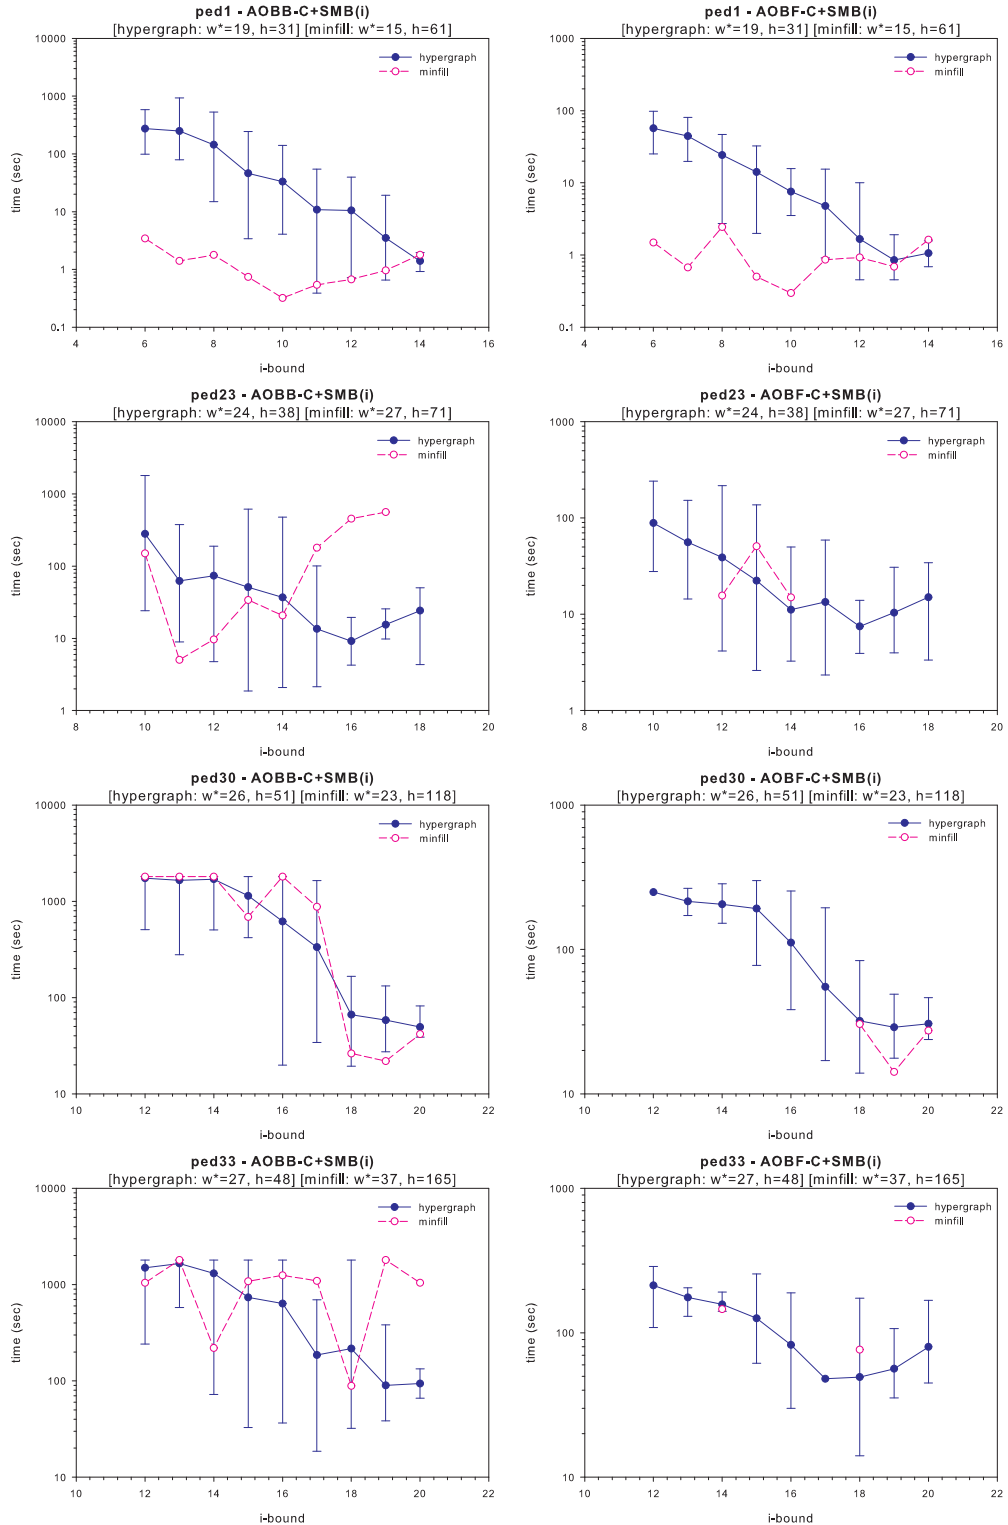 ped1 - AOBB-C+SMB(i)
[hypergraph: w*=19, h=31] [minfill: w*=15, h=61]
10000
1000
100
10
1
0.1
time (sec)
hypergraph
minfill
4 6 8 10 12 14 16
i-bound
ped1 - AOBF-C+SMB(i)
[hypergraph: w*=19, h=31] [minfill: w*=15, h=61]
1000
100
10
1
0.1
time (sec)
hypergraph
minfill
4 6 8 10 12 14 16
i-bound
ped23 - AOBB-C+SMB(i)
[hypergraph: w*=24, h=38] [minfill: w*=27, h=71]
10000
1000
100
10
1
time (sec)
hypergraph
minfill
8 10 12 14 16 18 20
i-bound
ped23 - AOBF-C+SMB(i)
[hypergraph: w*=24, h=38] [minfill: w*=27, h=71]
1000
100
10
1
time (sec)
hypergraph
minfill
8 10 12 14 16 18 20
i-bound
ped30 - AOBB-C+SMB(i)
[hypergraph: w*=26, h=51] [minfill: w*=23, h=118]
10000
1000
100
10
time (sec)
hypergraph
minfill
10 12 14 16 18 20 22
i-bound
ped30 - AOBF-C+SMB(i)
[hypergraph: w*=26, h=51] [minfill: w*=23, h=118]
1000
100
10
time (sec)
hypergraph
minfill
10 12 14 16 18 20 22
i-bound
ped33 - AOBB-C+SMB(i)
[hypergraph: w*=27, h=48] [minfill: w*=37, h=165]
10000
1000
100
10
time (sec)
hypergraph
minfill
10 12 14 16 18 20 22
i-bound
ped33 - AOBF-C+SMB(i)
[hypergraph: w*=27, h=48] [minfill: w*=37, h=165]
1000
100
10
time (sec)
hypergraph
minfill
10 12 14 16 18 20 22
i-bound